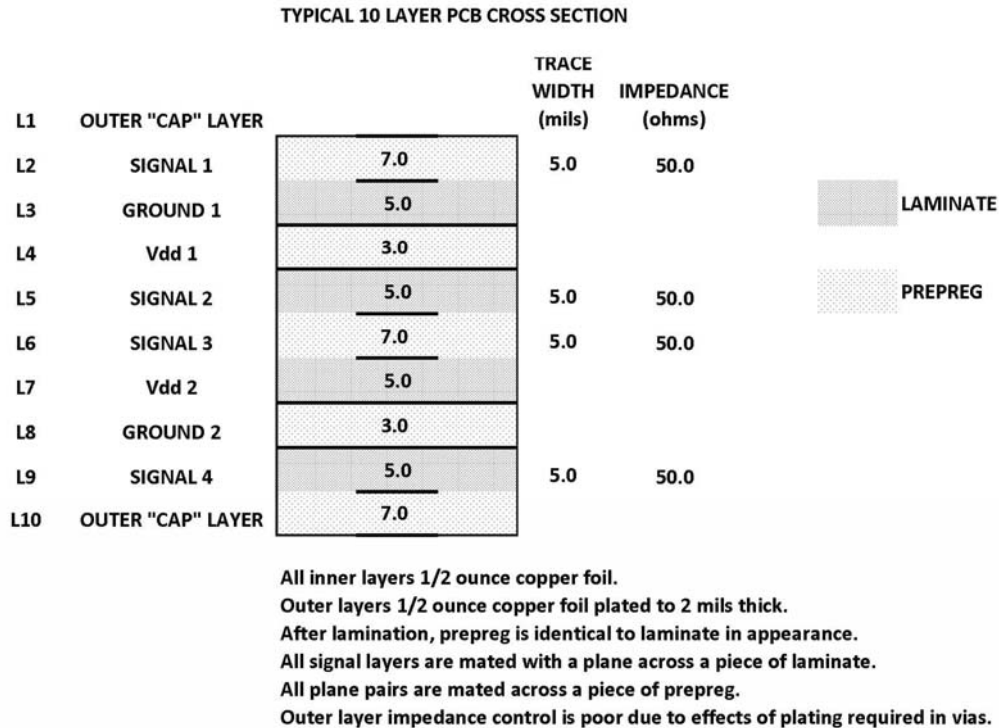 TYPICAL 10 LAYER PCB CROSS SECTION
TRACE
WIDTH IMPEDANCE
L1 OUTER "CAP" LAYER (mils) (ohms)
L2 SIGNAL 1 7.0 5.0 50.0
L3 GROUND 1 5.0 LAMINATE
L4 Vdd 1 3.0
L5 SIGNAL 2 5.0 5.0 50.0 PREPREG
L6 SIGNAL 3 7.0 5.0 50.0
L7 Vdd 2 5.0
L8 GROUND 2 3.0
L9 SIGNAL 4 5.0 5.0 50.0
L10 OUTER "CAP" LAYER 7.0
All inner layers 1/2 ounce copper foil.
Outer layers 1/2 ounce copper foil plated to 2 mils thick.
After lamination, prepreg is identical to laminate in appearance.
All signal layers are mated with a plane across a piece of laminate.
All plane pairs are mated across a piece of prepreg.
Outer layer impedance control is poor due to effects of plating required in vias.